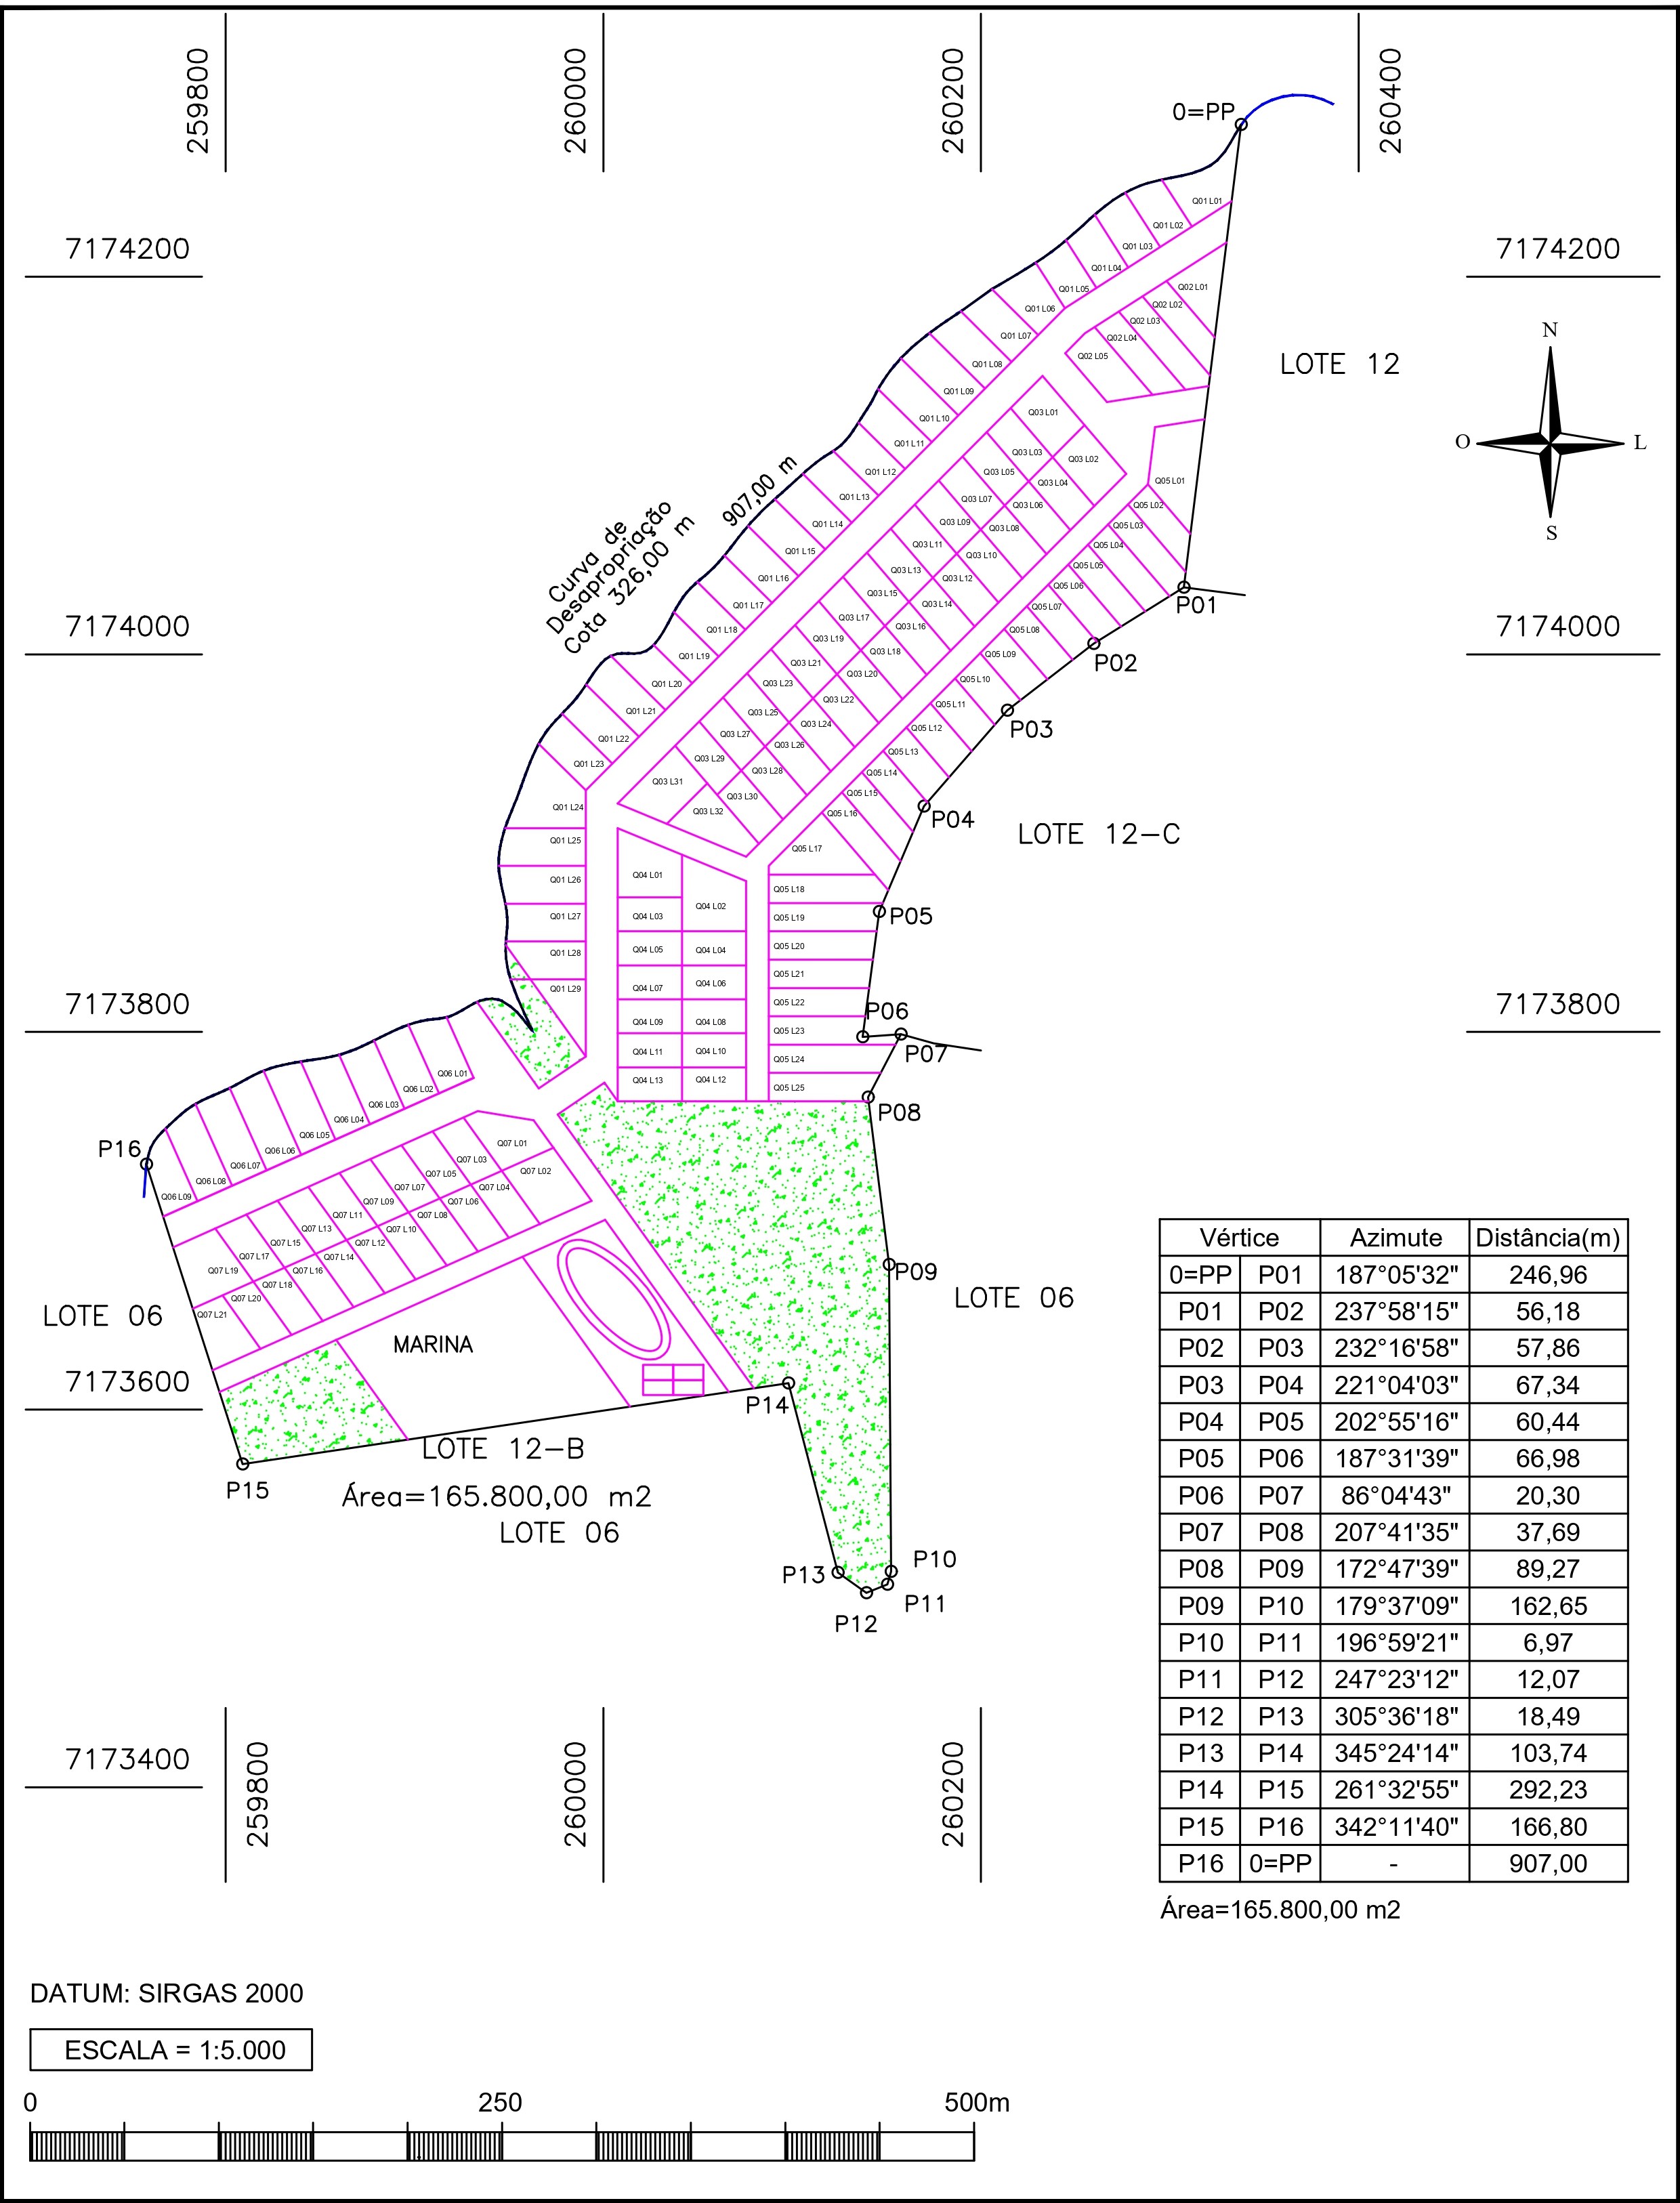 259800
260000
260200
260400
0=PP
7174200
7174200
N
O
L
S
LOTE 12
Q01 L01
Q01 L02
Q01 L03
Q01 L04
Q01 L05
Q01 L06
Q01 L07
Q01 L08
Q01 L09
Q01 L10
Q01 L11
Q01 L12
Q01 L13
Q01 L14
Q01 L15
Q01 L16
Q01 L17
Q01 L18
Q01 L19
Q01 L20
Q01 L21
Q01 L22
Q01 L23
Q01 L24
Q01 L25
Q01 L26
Q01 L27
Q01 L28
Q01 L29
Q02 L01
Q02 L02
Q02 L03
Q02 L04
Q02 L05
Q03 L01
Q03 L02
Q03 L03
Q03 L04
Q03 L05
Q03 L06
Q03 L07
Q03 L08
Q03 L09
Q03 L10
Q03 L11
Q03 L12
Q03 L13
Q03 L14
Q03 L15
Q03 L16
Q03 L17
Q03 L18
Q03 L19
Q03 L20
Q03 L21
Q03 L22
Q03 L23
Q03 L24
Q03 L25
Q03 L26
Q03 L27
Q03 L28
Q03 L29
Q03 L30
Q03 L31
Q03 L32
Q05 L01
Q05 L02
Q05 L03
Q05 L04
Q05 L05
Q05 L06
Q05 L07
Q05 L08
Q05 L09
Q05 L10
Q05 L11
Q05 L12
Q05 L13
Q05 L14
Q05 L15
Q05 L16
Q05 L17
Q05 L18
Q05 L19
Q05 L20
Q05 L21
Q05 L22
Q05 L23
Q05 L24
Q05 L25
Q04 L01
Q04 L02
Q04 L03
Q04 L04
Q04 L05
Q04 L06
Q04 L07
Q04 L08
Q04 L09
Q04 L10
Q04 L11
Q04 L12
Q04 L13
Curva de
Desapropriação
Cota 326,00 m
907,00 m
7174000
7174000
P01
P02
P03
P04
LOTE 12-C
P05
P06
P07
P08
7173800
7173800
P16
Q06 L01
Q06 L02
Q06 L03
Q06 L04
Q06 L05
Q06 L06
Q06 L07
Q06 L08
Q06 L09
Q07 L01
Q07 L02
Q07 L03
Q07 L04
Q07 L05
Q07 L06
Q07 L07
Q07 L08
Q07 L09
Q07 L10
Q07 L11
Q07 L12
Q07 L13
Q07 L14
Q07 L15
Q07 L16
Q07 L17
Q07 L18
Q07 L19
Q07 L20
Q07 L21
P09
LOTE 06
LOTE 06
MARINA
7173600
P14
P15
LOTE 12-B
Área=165.800,00 m2
LOTE 06
P13
P10
P11
P12
7173400
259800
260000
260200
Vértice Azimute Distância(m)
0=PP P01 187°05'32" 246,96
P01 P02 237°58'15" 56,18
P02 P03 232°16'58" 57,86
P03 P04 221°04'03" 67,34
P04 P05 202°55'16" 60,44
P05 P06 187°31'39" 66,98
P06 P07 86°04'43" 20,30
P07 P08 207°41'35" 37,69
P08 P09 172°47'39" 89,27
P09 P10 179°37'09" 162,65
P10 P11 196°59'21" 6,97
P11 P12 247°23'12" 12,07
P12 P13 305°36'18" 18,49
P13 P14 345°24'14" 103,74
P14 P15 261°32'55" 292,23
P15 P16 342°11'40" 166,80
P16 0=PP - 907,00
Área=165.800,00 m2
DATUM: SIRGAS 2000
ESCALA = 1:5.000
0 250 500m